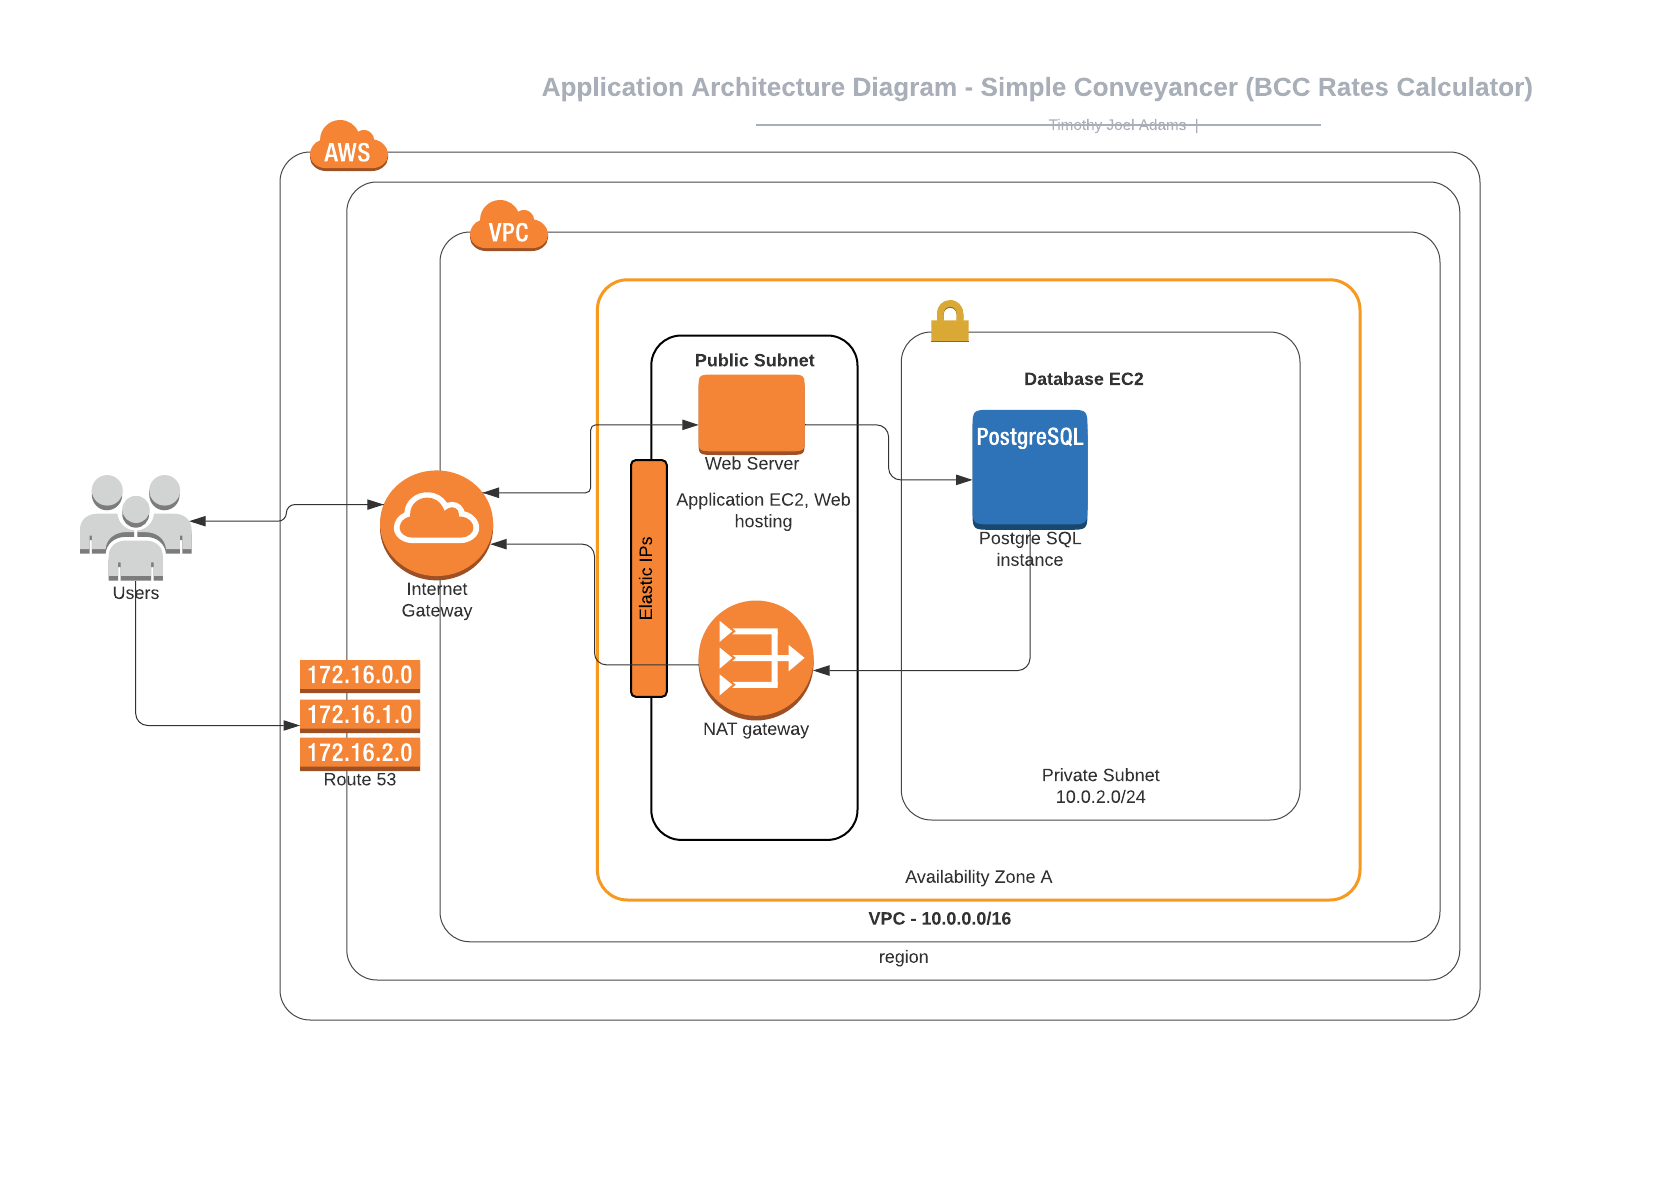 Application Architecture Diagram - Simple Conveyancer (BCC Rates Calculator)
Timothy Joel Adams |
AWS
VPC
Public Subnet
Database EC2
PostgreSQL
Web Server
Application EC2, Web
hosting
Postgre SQL
instance
Elastic IPs
Users
Internet
Gateway
172.16.0.0
172.16.1.0
172.16.2.0
Route 53
NAT gateway
Private Subnet
10.0.2.0/24
Availability Zone A
VPC - 10.0.0.0/16
region